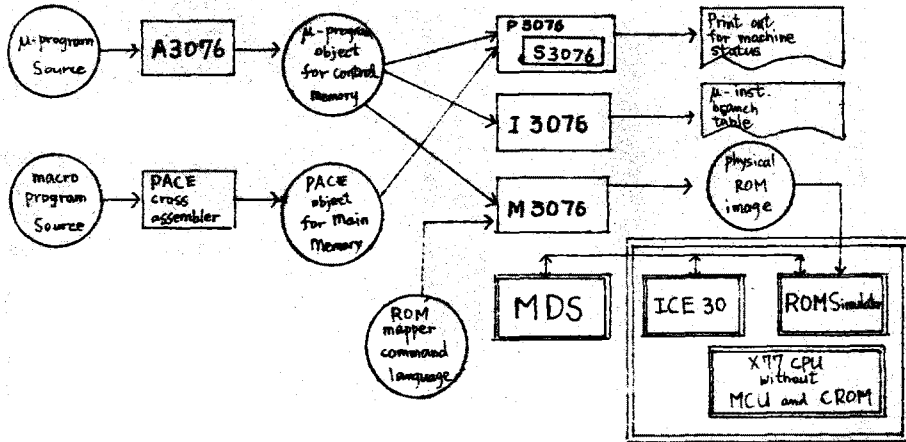 μ-program
Source
A3076
μ-program
object
for control
Memory
P3076
S3076
Print out
for machine
status
I 3076
μ-inst.
branch
table
macro
program
Source
PACE
cross
assembler
PACE
object
for Main
Memory
M3076
physical
ROM
image
ROM
mapper
command
language
MDS
ICE 30
ROM Simulator
X77 CPU
without
MCU and CROM